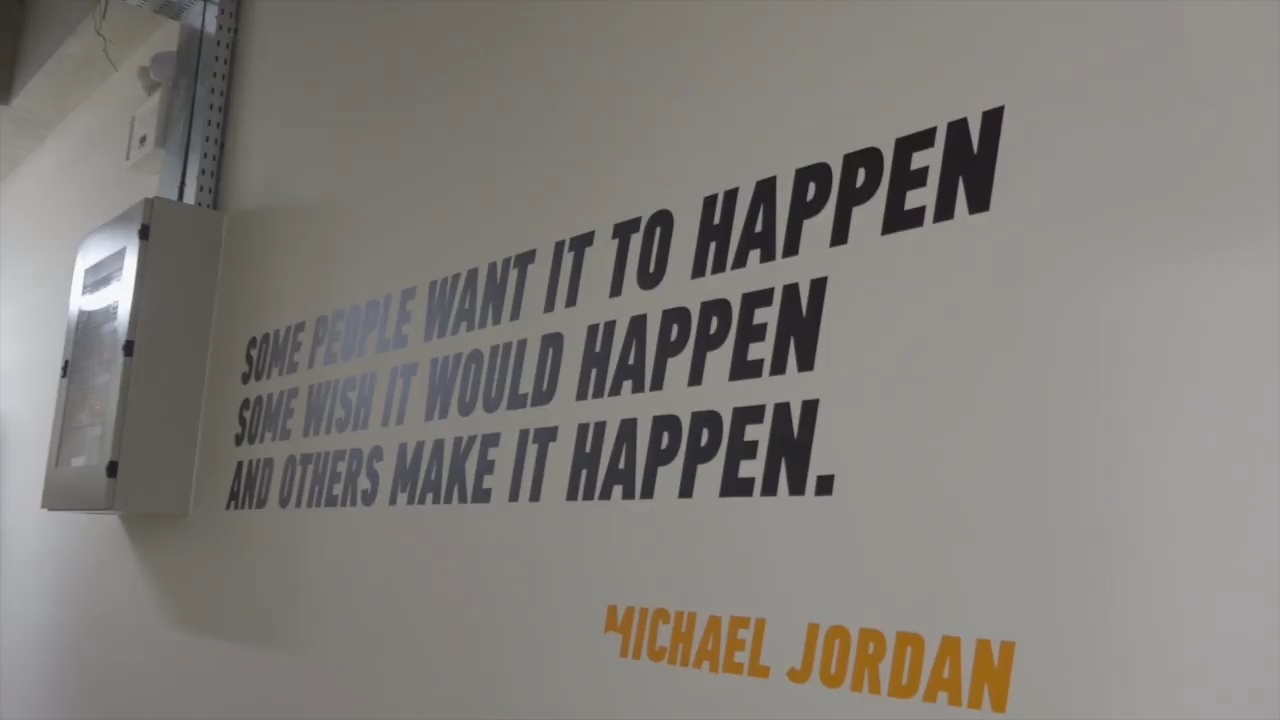 SOME PEOPLE WANT IT TO HAPPEN
SOME WISH IT WOULD HAPPEN
AND OTHERS MAKE IT HAPPEN.
MICHAEL JORDAN